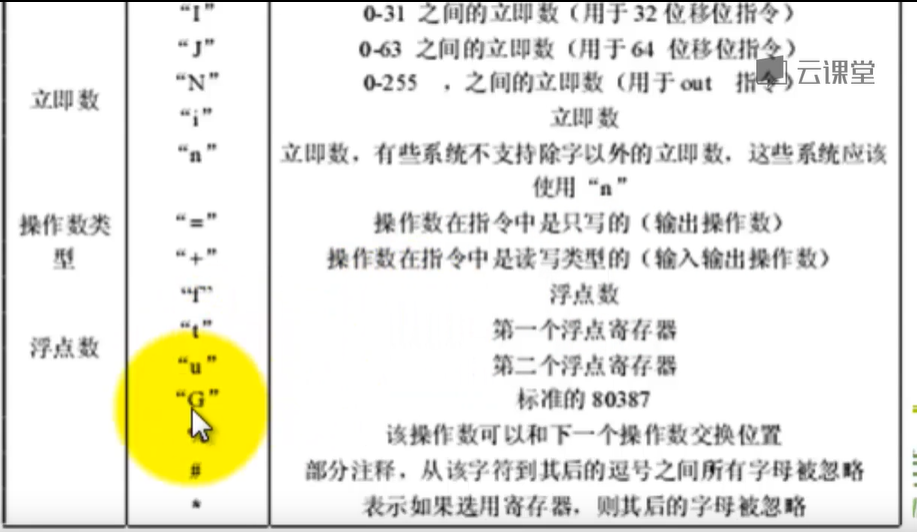 “I” 0-31 之间的立即数（用于 32 位移位指令）
“J” 0-63 之间的立即数（用于 64 位移位指令）
云课堂
“N” 0-255 ，之间的立即数（用于 out 指令）
立即数
“i” 立即数
“n” 立即数，有些系统不支持除字以外的立即数，这些系统应该
使用“n”
操作数类
型
“=” 操作数在指令中是只写的（输出操作数）
“+” 操作数在指令中是读写类型的（输入输出操作数）
“f” 浮点数
“t” 第一个浮点寄存器
浮点数
“u” 第二个浮点寄存器
“G” 标准的 80387
该操作数可以和下一个操作数交换位置
# 部分注释，从该字符到其后的逗号之间所有字母被忽略
* 表示如果选用寄存器，则其后的字母被忽略